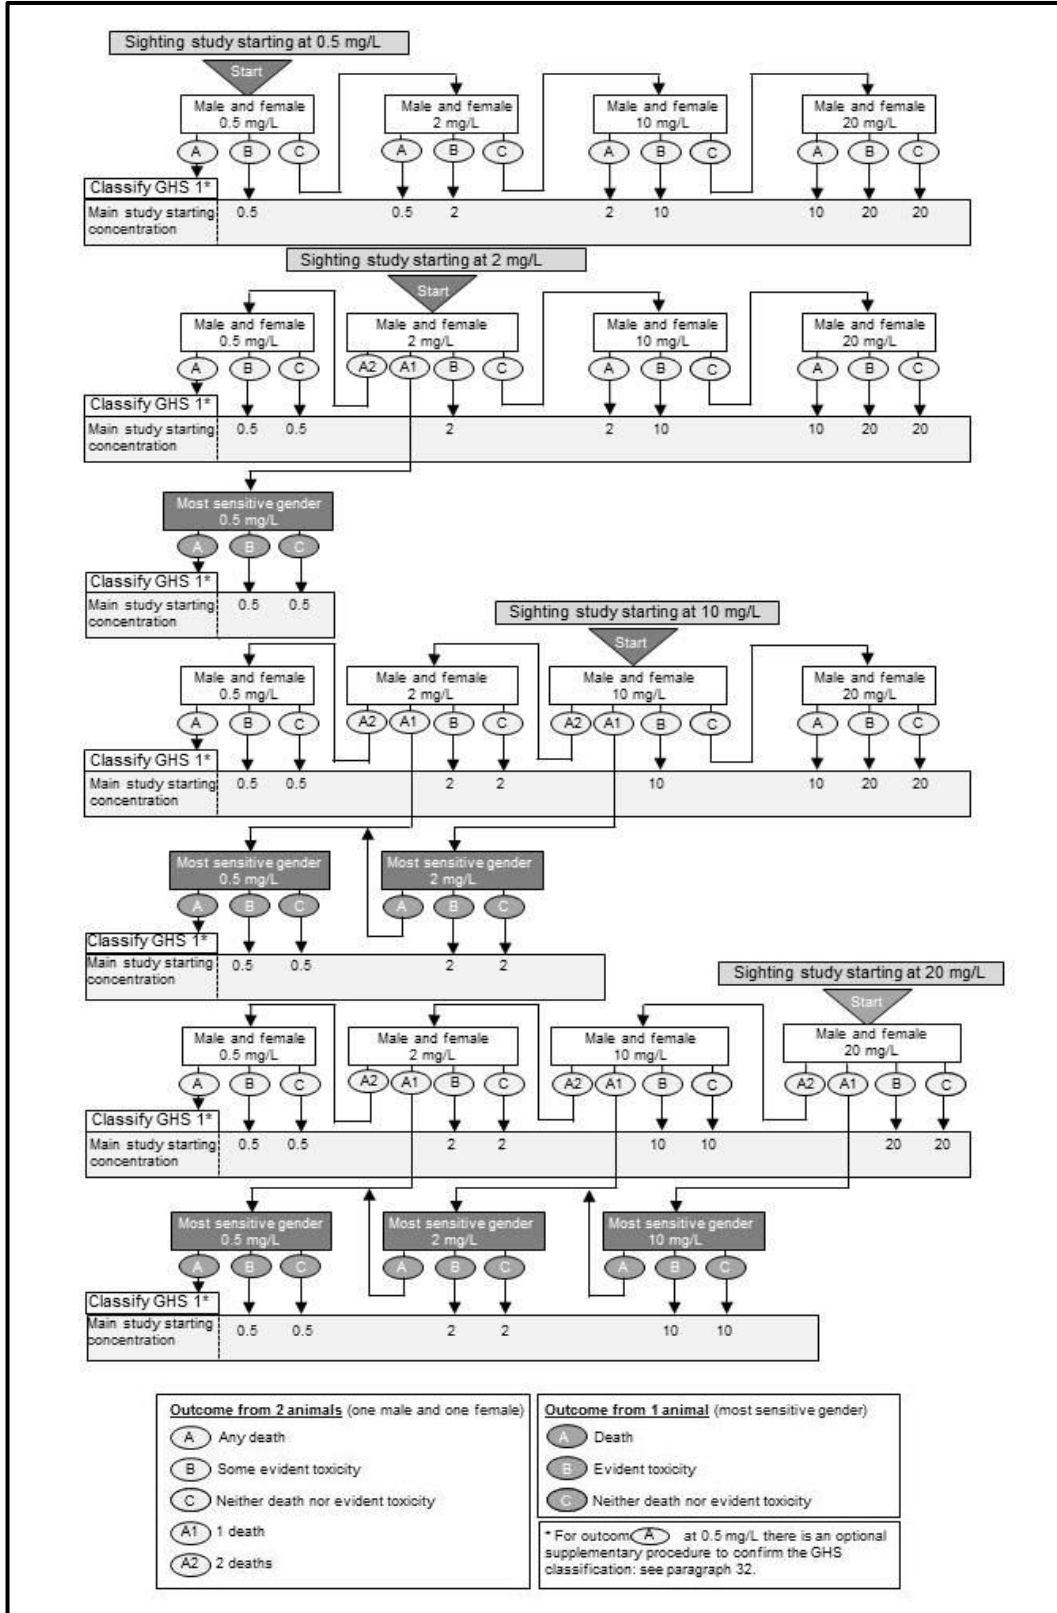 Sighting study starting at 0.5 mg/L
Start
Male and female Male and female Male and female Male and female
0.5 mg/L 2 mg/L 10 mg/L 20 mg/L
A B C A B C A B C A B C
Classify GHS 1*
Main study starting 0.5 0.5 2 2 10 10 20 20
concentration
Sighting study starting at 2 mg/L
Start
Male and female Male and female Male and female Male and female
0.5 mg/L 2 mg/L 10 mg/L 20 mg/L
A B C A2 A1 B C A B C A B C
Classify GHS 1*
Main study starting 0.5 0.5 2 2 10 10 20 20
concentration
Most sensitive gender
0.5 mg/L
A B C
Classify GHS 1*
Main study starting 0.5 0.5
concentration
Sighting study starting at 10 mg/L
Start
Male and female Male and female Male and female Male and female
0.5 mg/L 2 mg/L 10 mg/L 20 mg/L
A B C A2 A1 B C A2 A1 B C A B C
Classify GHS 1*
Main study starting 0.5 0.5 2 2 10 10 20 20
concentration
Most sensitive gender Most sensitive gender
0.5 mg/L 2 mg/L
A B C A B C
Classify GHS 1*
Main study starting 0.5 0.5 2 2
concentration
Sighting study starting at 20 mg/L
Start
Male and female Male and female Male and female Male and female
0.5 mg/L 2 mg/L 10 mg/L 20 mg/L
A B C A2 A1 B C A2 A1 B C A2 A1 B C
Classify GHS 1*
Main study starting 0.5 0.5 2 2 10 10 20 20
concentration
Most sensitive gender Most sensitive gender Most sensitive gender
0.5 mg/L 2 mg/L 10 mg/L
A B C A B C A B C
Classify GHS 1*
Main study starting 0.5 0.5 2 2 10 10
concentration
Outcome from 2 animals (one male and one female)
A Any death
B Some evident toxicity
C Neither death nor evident toxicity
A1 1 death
A2 2 deaths
Outcome from 1 animal (most sensitive gender)
A Death
B Evident toxicity
C Neither death nor evident toxicity
* For outcom A at 0.5 mg/L there is an optional
supplementary procedure to confirm the GHS
classification: see paragraph 32.